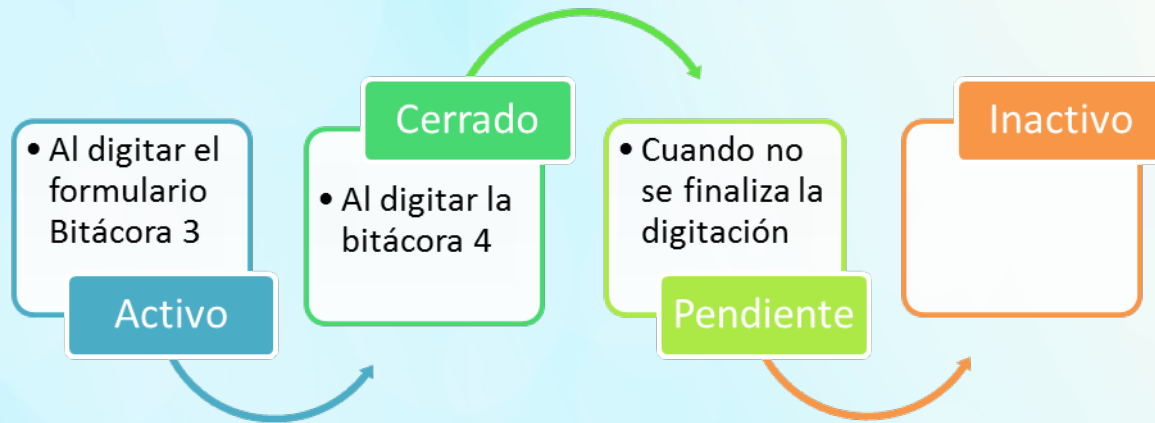 • Al digitar el
formulario
Bitácora 3
Activo
Cerrado
• Al digitar la
bitácora 4
• Cuando no
se finaliza la
digitación
Pendiente
Inactivo